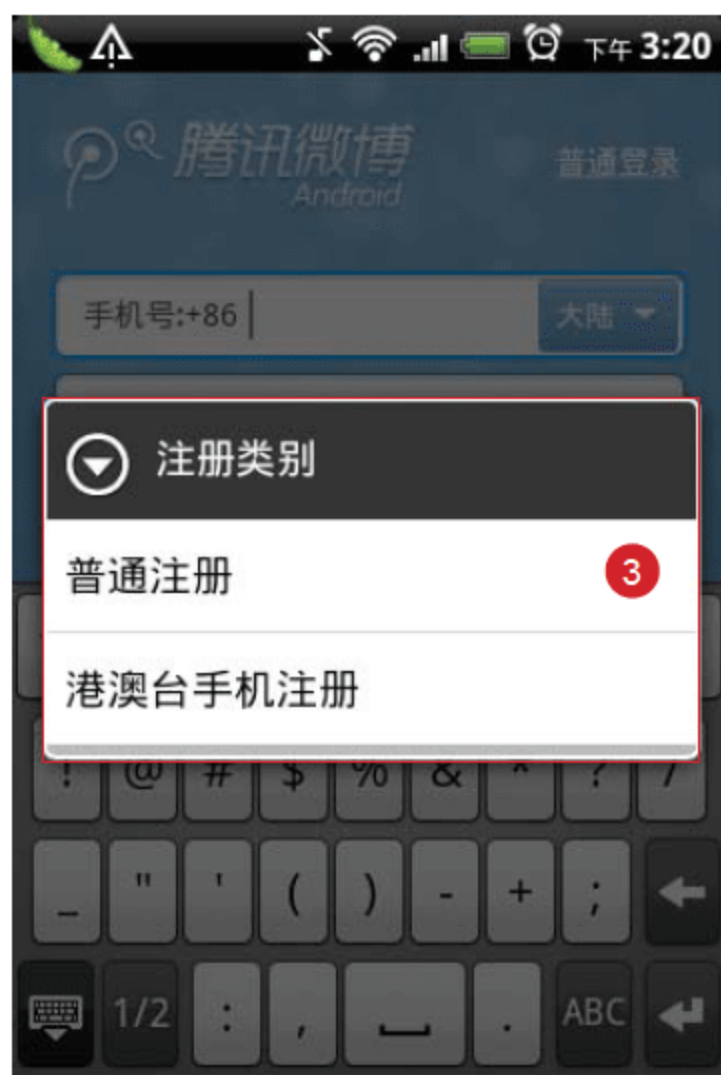 下午 3:20
腾讯微博
Android
普通登录
手机号:+86
大陆
注册类别
普通注册
3
港澳台手机注册
! @ # $ % & ^ ? /
_ " ' ( ) - + ;
1/2 : , . ABC